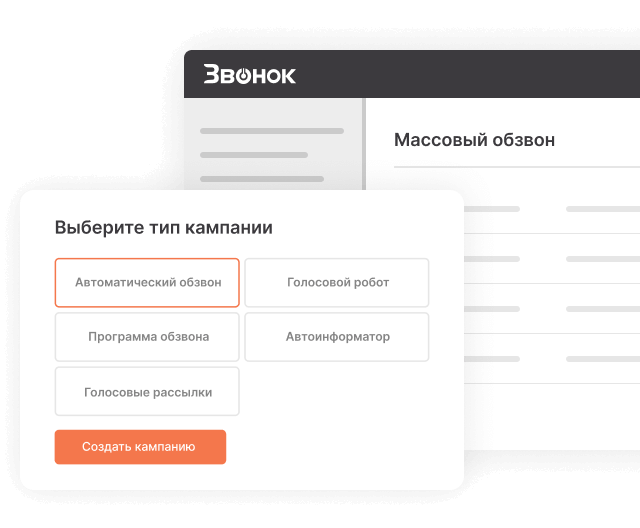 Звонок
Массовый обзвон
Выберите тип кампании
Автоматический обзвон
Голосовой робот
Программа обзвона
Автоинформатор
Голосовые рассылки
Создать кампанию